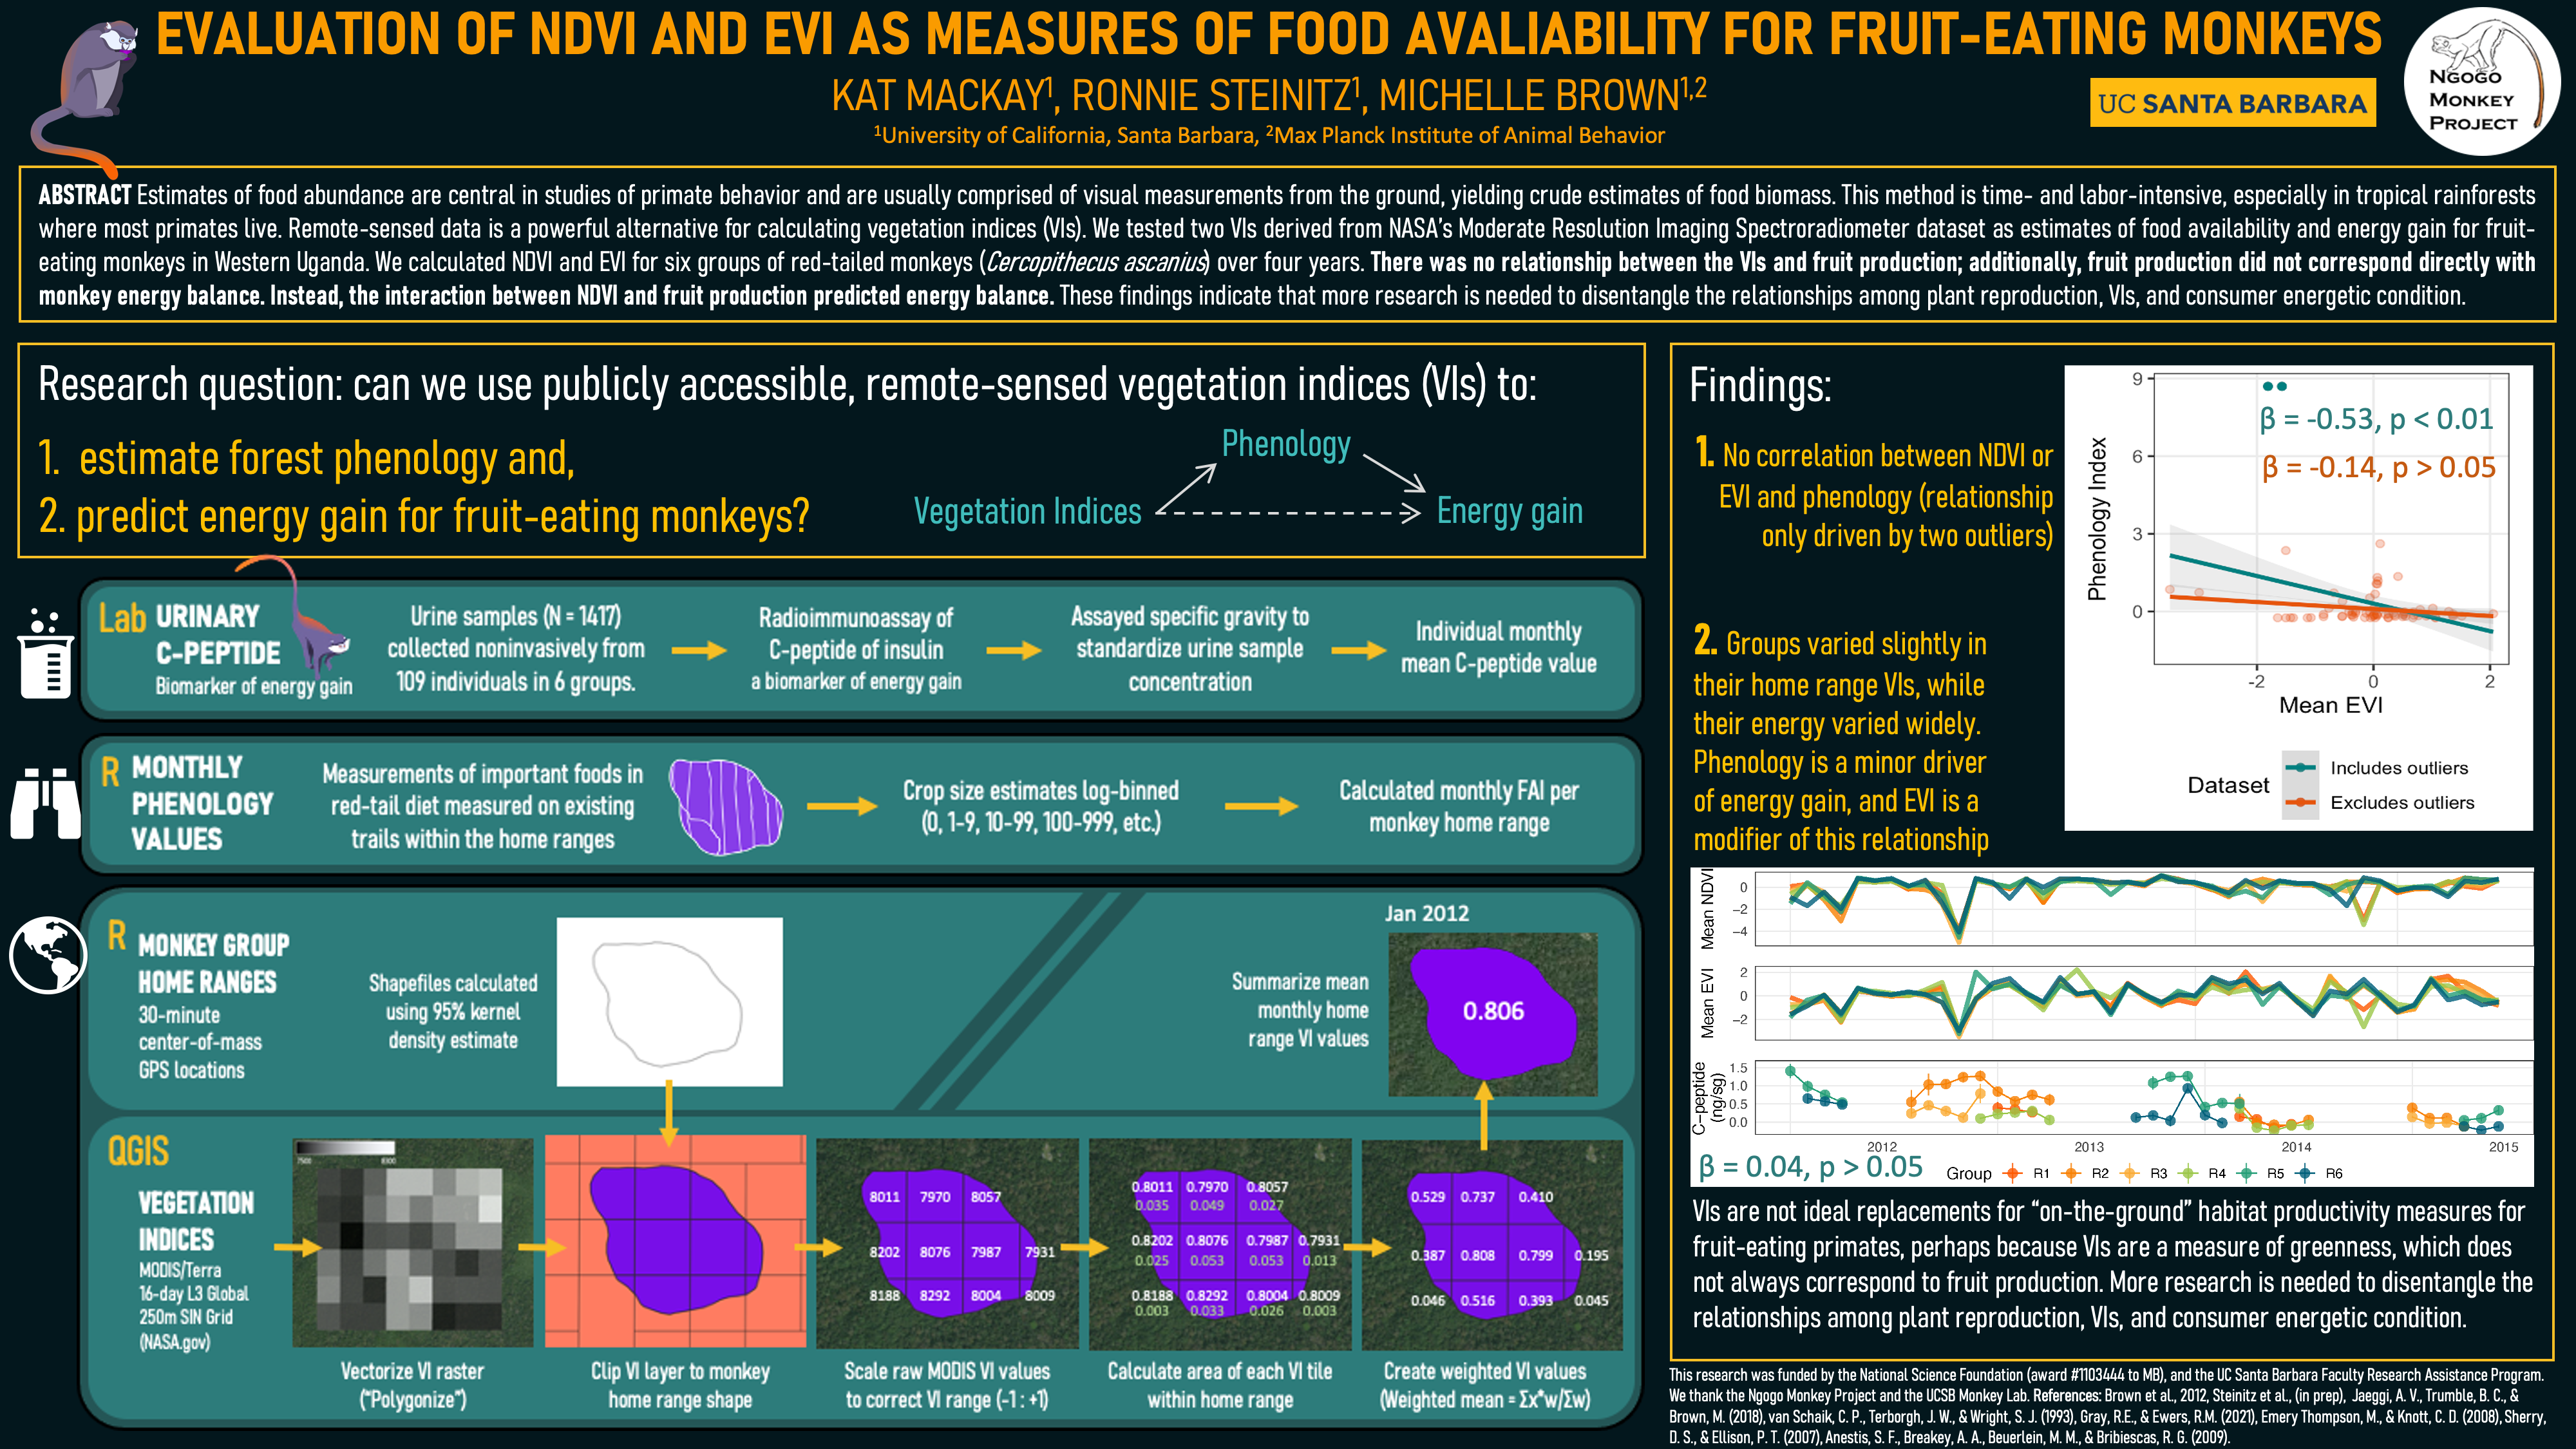 EVALUATION OF NDVI AND EVI AS MEASURES OF FOOD AVALIABILITY FOR FRUIT-EATING MONKEYS
KAT MACKAY1, RONNIE STEINITZ1, MICHELLE BROWN1,2
1University of California, Santa Barbara, 2Max Planck Institute of Animal Behavior
UC SANTA BARBARA
NGOGO
MONKEY
PROJECT
ABSTRACT Estimates of food abundance are central in studies of primate behavior and are usually comprised of visual measurements from the ground, yielding crude estimates of food biomass. This method is time- and labor-intensive, especially in tropical rainforests
where most primates live. Remote-sensed data is a powerful alternative for calculating vegetation indices (VIs). We tested two VIs derived from NASA's Moderate Resolution Imaging Spectroradiometer dataset as estimates of food availability and energy gain for fruit-
eating monkeys in Western Uganda. We calculated NDVI and EVI for six groups of red-tailed monkeys (Cercopithecus ascanius) over four years. There was no relationship between the VIs and fruit production; additionally, fruit production did not correspond directly with
monkey energy balance. Instead, the interaction between NDVI and fruit production predicted energy balance. These findings indicate that more research is needed to disentangle the relationships among plant reproduction, VIs, and consumer energetic condition.
Research question: can we use publicly accessible, remote-sensed vegetation indices (VIs) to:
1. estimate forest phenology and,
2. predict energy gain for fruit-eating monkeys?
Phenology
Vegetation Indices
Energy gain
Lab URINARY
C-PEPTIDE
Biomarker of energy gain
Urine samples (N = 1417)
collected noninvasively from
109 individuals in 6 groups.
Radioimmunoassay of
C-peptide of insulin
a biomarker of energy gain
Assayed specific gravity to
standardize urine sample
concentration
Individual monthly
mean C-peptide value
R MONTHLY
PHENOLOGY
VALUES
Measurements of important foods in
red-tail diet measured on existing
trails within the home ranges
Crop size estimates log-binned
(0, 1-9, 10-99, 100-999, etc.)
Calculated monthly FAI per
monkey home range
R MONKEY GROUP
HOME RANGES
30-minute
center-of-mass
GPS locations
Shapefiles calculated
using 95% kernel
density estimate
Summarize mean
monthly home
range VI values
Jan 2012
0.806
QGIS
VEGETATION
INDICES
MODIS/Terra
16-day L3 Global
250m SIN Grid
(NASA.gov)
7500 8300
Vectorize VI raster
("Polygonize")
Clip VI layer to monkey
home range shape
8011 7970 8057
8202 8076 7987 7931
8188 8292 8004 8009
Scale raw MODIS VI values
to correct VI range (-1 : +1)
0.8011 0.7970 0.8057
0.035 0.049 0.027
0.8202 0.8076 0.7987 0.7931
0.025 0.053 0.053 0.013
0.8188 0.8292 0.8004 0.8009
0.003 0.033 0.026 0.003
Calculate area of each VI tile
within home range
0.529 0.737 0.410
0.387 0.808 0.799 0.195
0.046 0.516 0.393 0.045
Create weighted VI values
(Weighted mean = Σx*w/Σw)
Findings:
1. No correlation between NDVI or
EVI and phenology (relationship
only driven by two outliers)
2. Groups varied slightly in
their home range VIs, while
their energy varied widely.
Phenology is a minor driver
of energy gain, and EVI is a
modifier of this relationship
Phenology Index
9
6
3
0
β = -0.53, p < 0.01
β = -0.14, p > 0.05
-2 0 2
Mean EVI
Dataset
Includes outliers
Excludes outliers
Mean NDVI
0
−2
−4
Mean EVI
2
0
−2
C−peptide
(ng/sg)
1.5
1.0
0.5
0.0
2012 2013 2014 2015
β = 0.04, p > 0.05
Group R1 R2 R3 R4 R5 R6
VIs are not ideal replacements for “on-the-ground” habitat productivity measures for
fruit-eating primates, perhaps because VIs are a measure of greenness, which does
not always correspond to fruit production. More research is needed to disentangle the
relationships among plant reproduction, VIs, and consumer energetic condition.
This research was funded by the National Science Foundation (award #1103444 to MB), and the UC Santa Barbara Faculty Research Assistance Program.
We thank the Ngogo Monkey Project and the UCSB Monkey Lab. References: Brown et al., 2012, Steinitz et al., (in prep), Jaeggi, A. V., Trumble, B. C., &
Brown, M. (2018), van Schaik, C. P., Terborgh, J. W., & Wright, S. J. (1993), Gray, R.E., & Ewers, R.M. (2021), Emery Thompson, M., & Knott, C. D. (2008), Sherry,
D. S., & Ellison, P. T. (2007), Anestis, S. F., Breakey, A. A., Beuerlein, M. M., & Bribiescas, R. G. (2009).